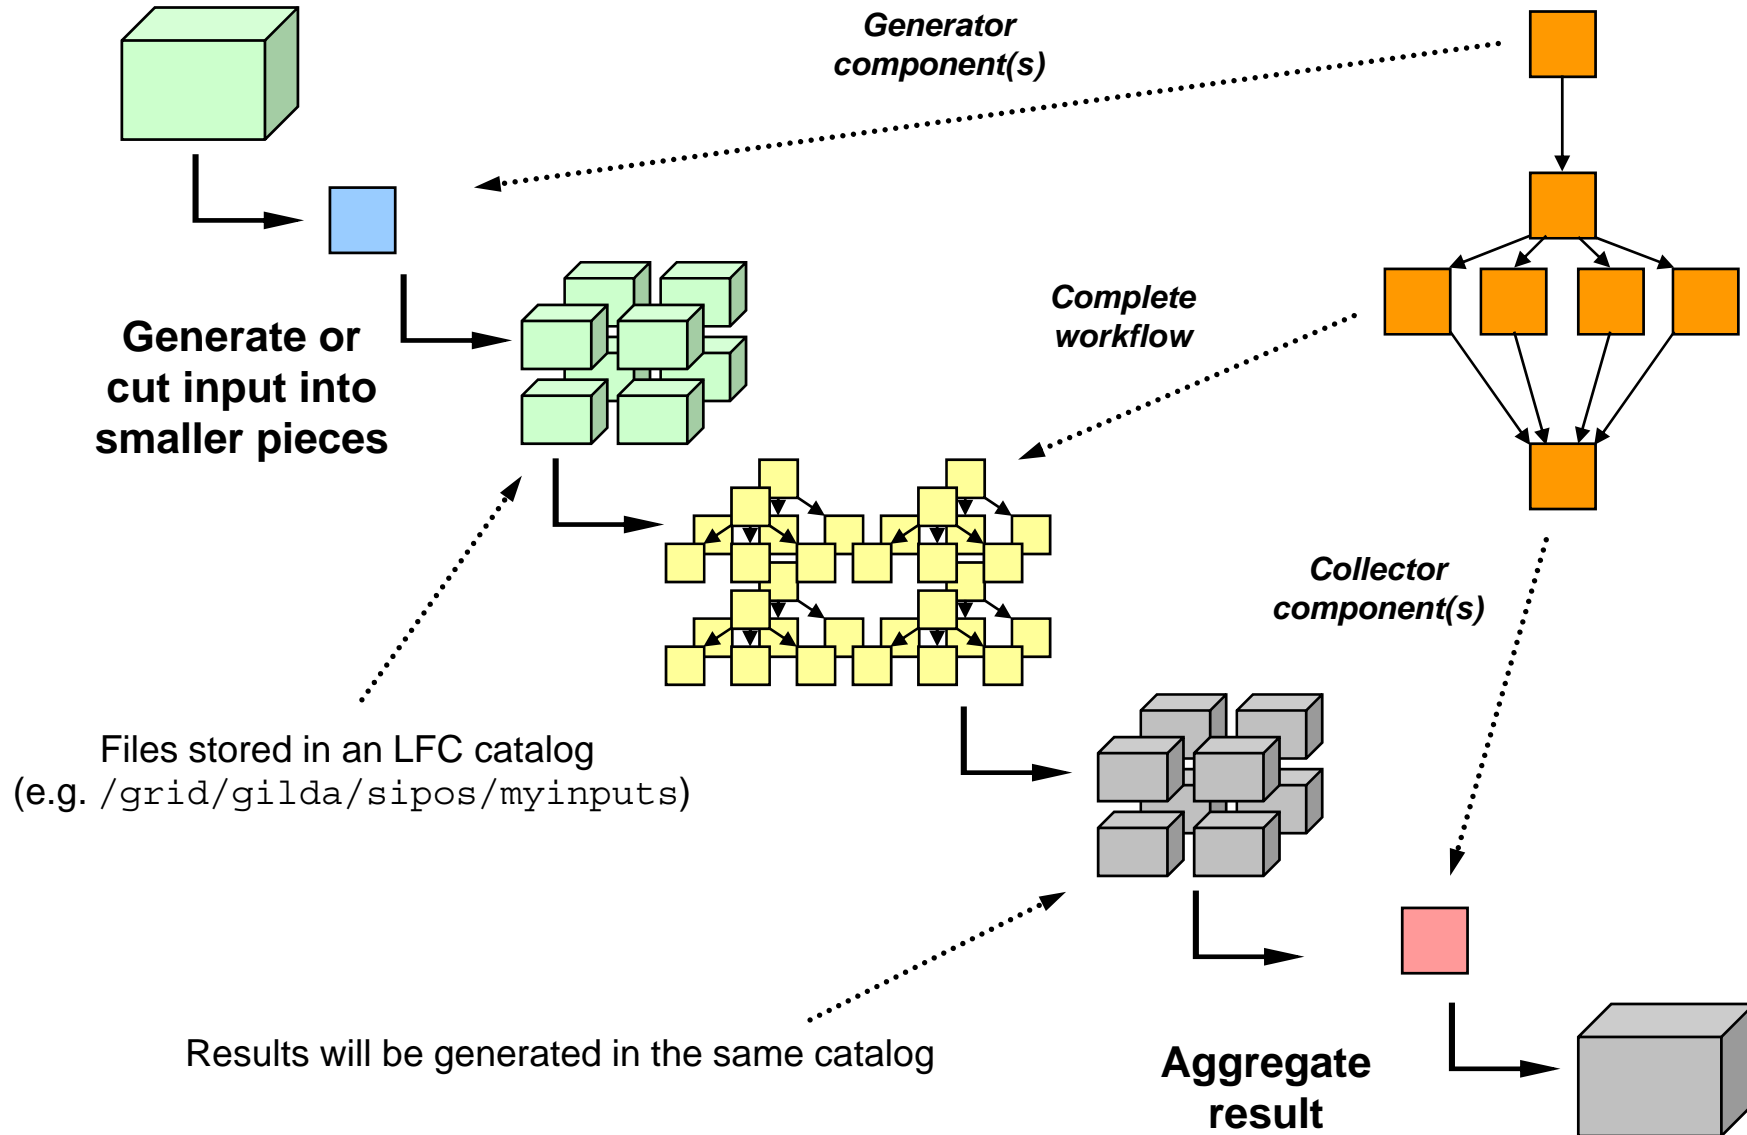 Generator
component(s)
Complete
workflow
Generate or
cut input into
smaller pieces
Collector
component(s)
Files stored in an LFC catalog
(e.g. /grid/gilda/sipos/myinputs)
Results will be generated in the same catalog
Aggregate
result